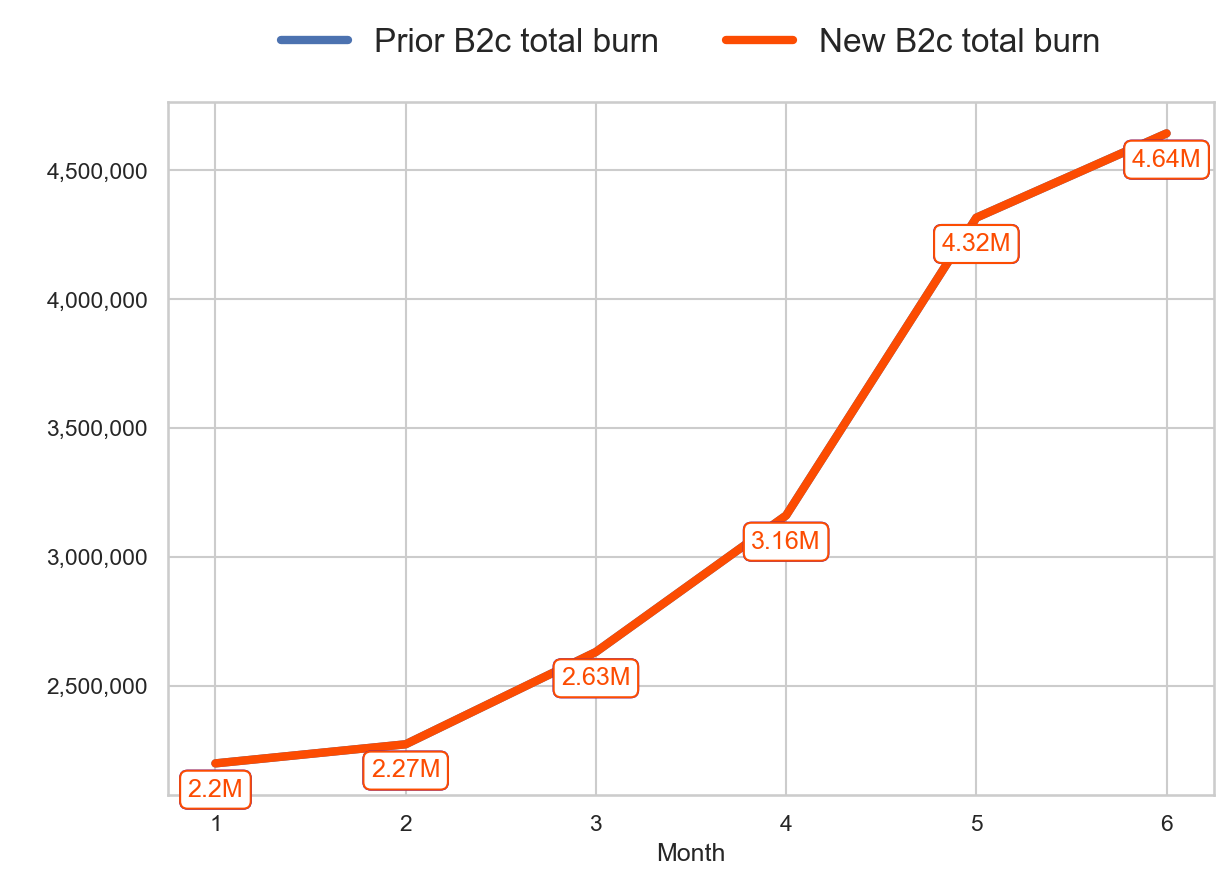 Prior B2c total burn New B2c total burn
4,500,000
4,000,000
3,500,000
3,000,000
2,500,000
2.2M
2.27M
2.63M
3.16M
4.32M
4.64M
1 2 3 4 5 6
Month